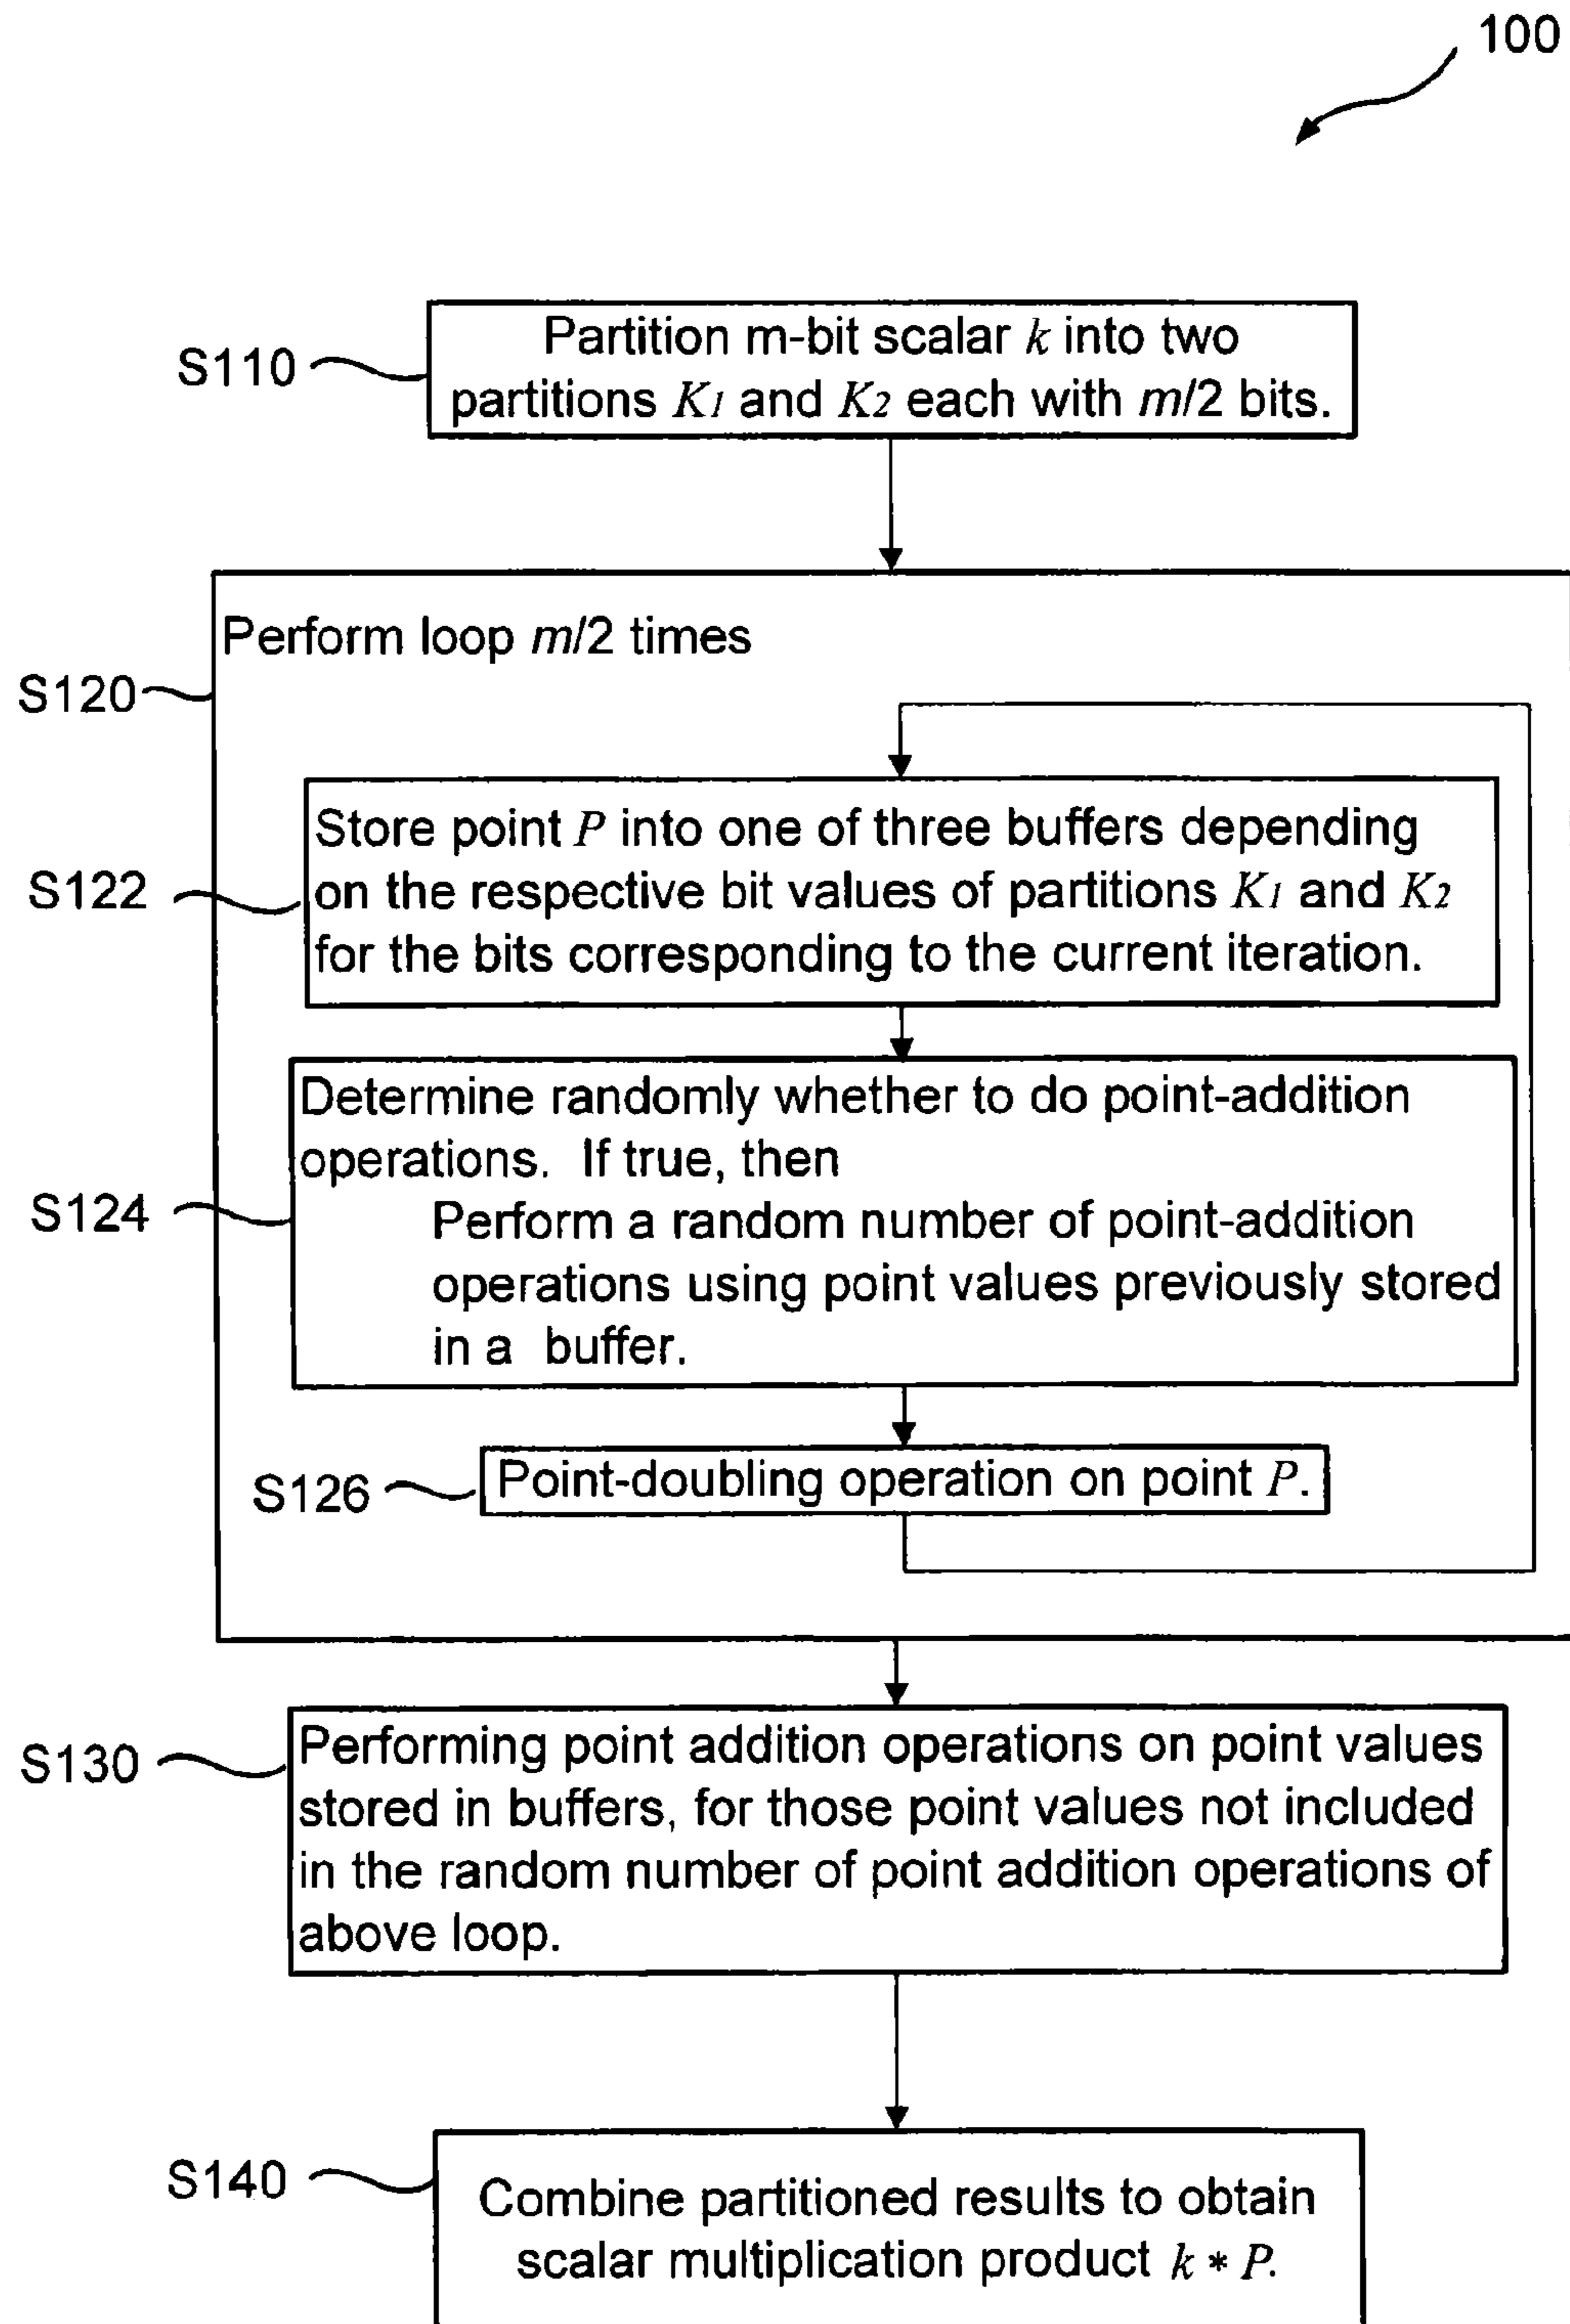 100
S110
Partition m-bit scalar k into two
partitions K1 and K2 each with m/2 bits.
Perform loop m/2 times
S120
S122
Store point P into one of three buffers depending
on the respective bit values of partitions K1 and K2
for the bits corresponding to the current iteration.
S124
Determine randomly whether to do point-addition
operations. If true, then
Perform a random number of point-addition
operations using point values previously stored
in a buffer.
S126
Point-doubling operation on point P.
S130
Performing point addition operations on point values
stored in buffers, for those point values not included
in the random number of point addition operations of
above loop.
S140
Combine partitioned results to obtain
scalar multiplication product k * P.